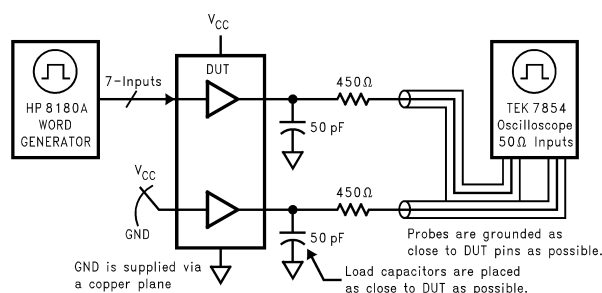 V_CC
7-Inputs
DUT
450Ω
HP 8180A
WORD
GENERATOR
TEK 7854
Oscilloscope
50Ω Inputs
50 pF
V_CC
450Ω
GND
50 pF
Probes are grounded as
close to DUT pins as possible.
GND is supplied via
a copper plane
Load capacitors are placed
as close to DUT as possible.